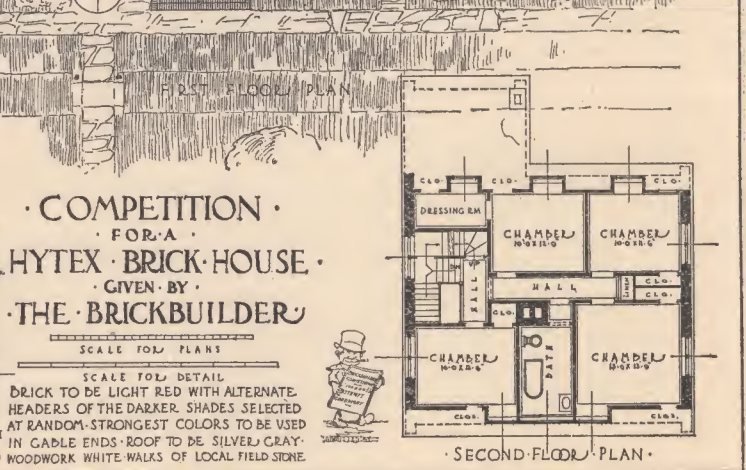 FIRST FLOOR PLAN
· COMPETITION ·
· FOR · A ·
HYTEX · BRICK · HOUSE ·
· GIVEN · BY ·
· THE · BRICKBUILDER
SCALE FOR PLANS
SCALE FOR DETAIL
BRICK TO BE LIGHT RED WITH ALTERNATE
HEADERS OF THE DARKER SHADES SELECTED
AT RANDOM · STRONGEST COLORS TO BE USED
IN GABLE ENDS · ROOF TO BE SILVER GRAY ·
WOODWORK WHITE · WALKS OF LOCAL FIELD STONE
CLO. CLO. CLO.
DRESSING RM
CHAMBER
CHAMBER
UP
HALL
HALL
LINEN
CLO.
CLO.
CLO.
CHAMBER
BATH
CHAMBER
CLOS. CLOS.
· SECOND · FLOOR · PLAN ·